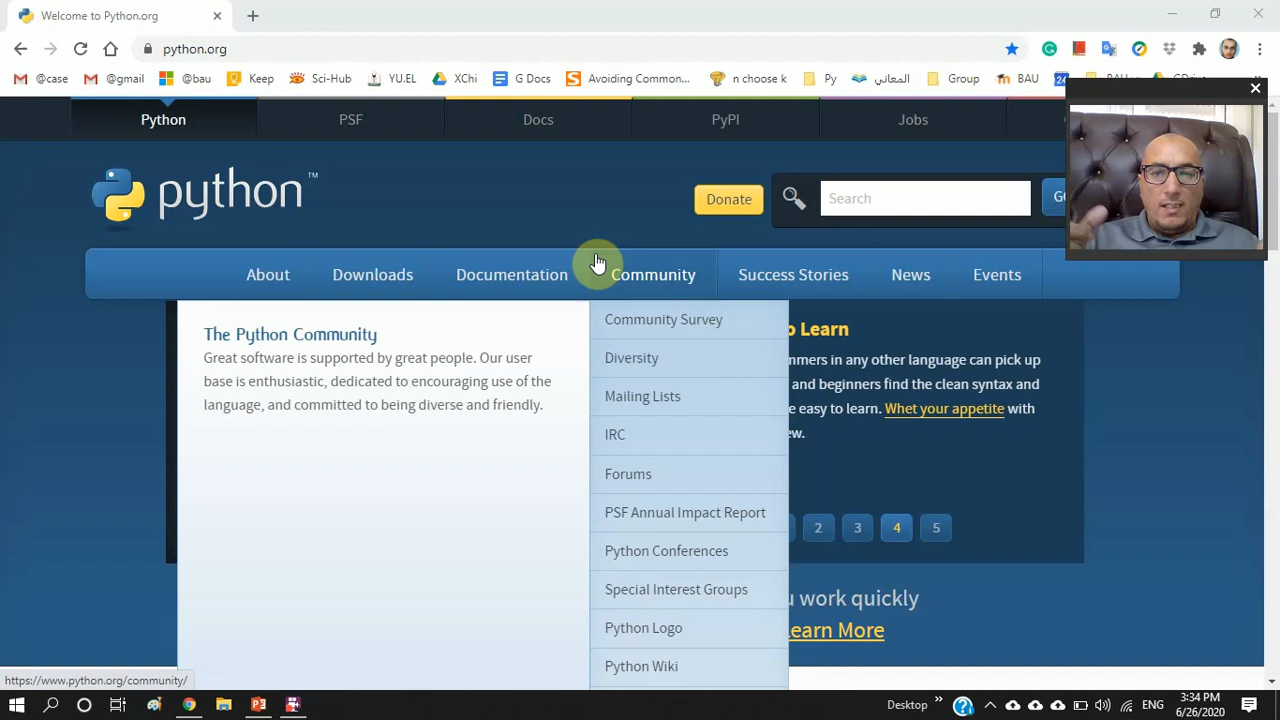 Welcome to Python.org
python.org
@case
@gmail
@bau
Keep
Sci-Hub
YU.EL
XChi
G Docs
Avoiding Common...
n choose k
Py
المعاني
Group
BAU
Python
PSF
Docs
PyPI
Jobs
python™
Donate
Search
About
Downloads
Documentation
Community
Success Stories
News
Events
The Python Community
Great software is supported by great people. Our user
base is enthusiastic, dedicated to encouraging use of the
language, and committed to being diverse and friendly.
Community Survey
Diversity
Mailing Lists
IRC
Forums
PSF Annual Impact Report
Python Conferences
Special Interest Groups
Python Logo
Python Wiki
o Learn
mmers in any other language can pick up
and beginners find the clean syntax and
e easy to learn. Whet your appetite with
ew.
2
3
4
5
u work quickly
earn More
https://www.python.org/community/
Desktop
ENG
3:34 PM
6/26/2020